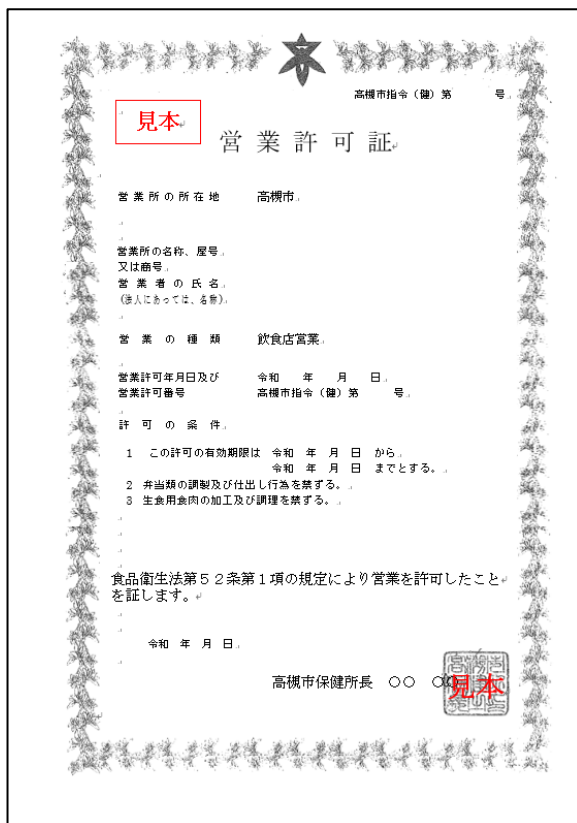 高槻市指令（健）第　　　号
見本
営業許可証
営業所の所在地　高槻市
営業所の名称、屋号
又は商号
営業者の氏名
（法人にあっては、名称）
営業の種類　飲食店営業
営業許可年月日及び　令和　年　月　日
営業許可番号　高槻市指令（健）第　　　号
許可の条件
1　この許可の有効期限は　令和　年　月　日　から
令和　年　月　日　までとする。
2　弁当類の調製及び仕出し行為を禁ずる。
3　生食用食肉の加工及び調理を禁ずる。
食品衛生法第５２条第１項の規定により営業を許可したこと
を証します。
令和　年　月　日
高槻市保健所長　○○　○○
見本